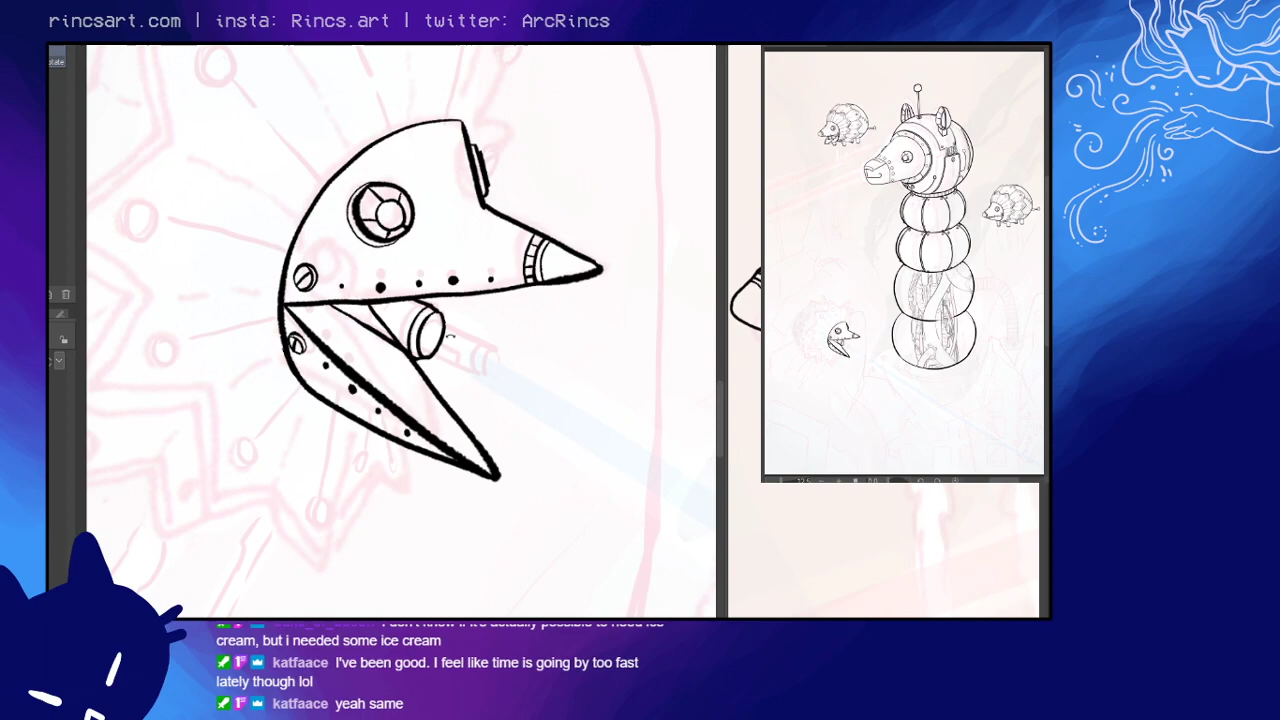 rincsart.com | insta: Rincs.art | twitter: ArcRincs
cream, but i needed some ice cream
katfaace I've been good. I feel like time is going by too fast
lately though lol
katfaace yeah same